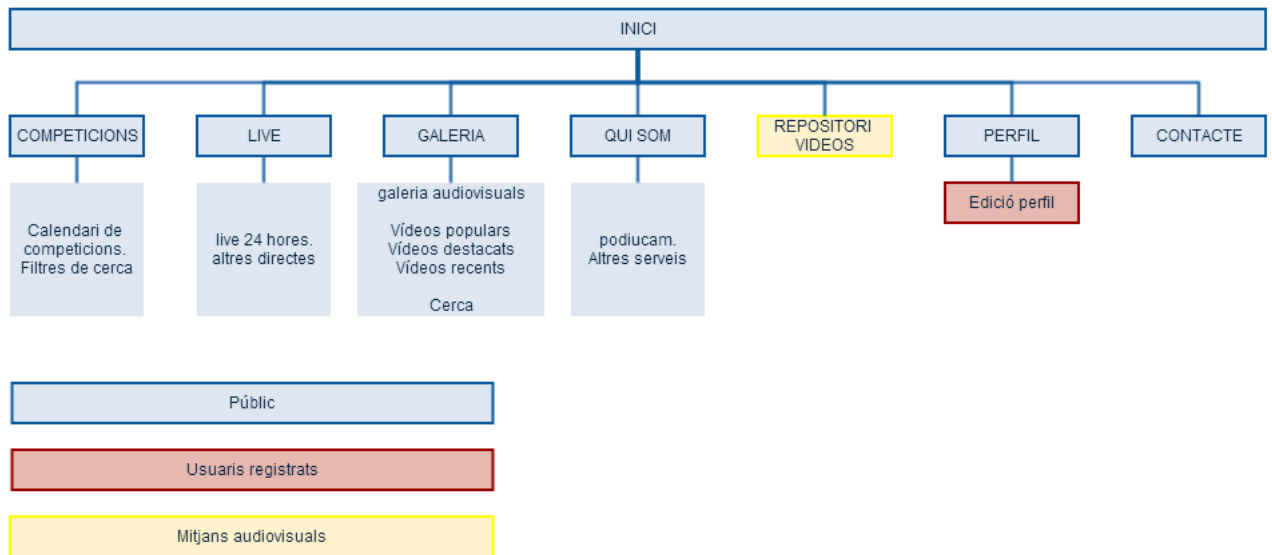 INICI
COMPETICIONS
LIVE
GALERIA
QUI SOM
REPOSITORI
VIDEOS
PERFIL
CONTACTE
Calendari de
competicions.
Filtres de cerca
live 24 hores.
altres directes
galeria audiovisuals
Vídeos populars
Vídeos destacats
Vídeos recents
Cerca
podiucam.
Altres serveis
Edició perfil
Públic
Usuaris registrats
Mitjans audiovisuals